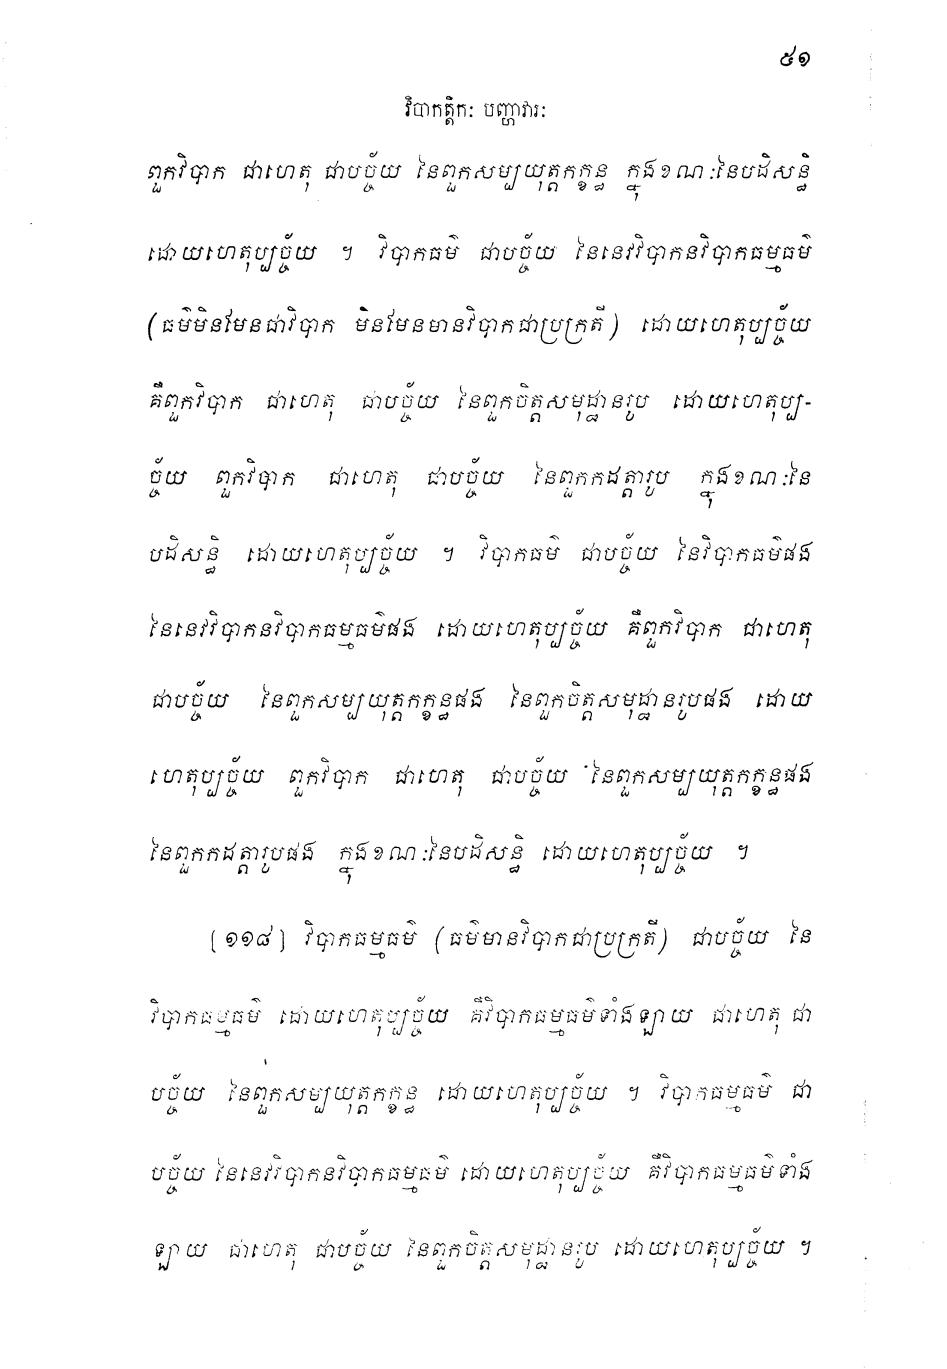 ៥១
វិបាកត្តិកៈ បញ្ហាវារៈ
ពួកវិបាក ជាហេតុ ជាបច្ច័យ នៃពួកសម្បយុត្តកក្ខន្ធ ក្នុងខណៈនៃបដិសន្ធិ
ដោយហេតុប្បច្ច័យ ។ វិបាកធម៌ ជាបច្ច័យ នៃនេវវិបាកនវិបាកធម្មធម៌
(ធម៌មិនមែនជាវិបាក មិនមែនមានវិបាកជាប្រក្រតី) ដោយហេតុប្បច្ច័យ
គឺពួកវិបាក ជាហេតុ ជាបច្ច័យ នៃពួកចិត្តសមុដ្ឋានរូប ដោយហេតុប្ប-
ច្ច័យ ពួកវិបាក ជាហេតុ ជាបច្ច័យ នៃពួកកដត្តារូប ក្នុងខណៈនៃ
បដិសន្ធិ ដោយហេតុប្បច្ច័យ ។ វិបាកធម៌ ជាបច្ច័យ នៃវិបាកធម៌ផង
នៃនេវវិបាកនវិបាកធម្មធម៌ផង ដោយហេតុប្បច្ច័យ គឺពួកវិបាក ជាហេតុ
ជាបច្ច័យ នៃពួកសម្បយុត្តកក្ខន្ធផង នៃពួកចិត្តសមុដ្ឋានរូបផង ដោយ
ហេតុប្បច្ច័យ ពួកវិបាក ជាហេតុ ជាបច្ច័យ នៃពួកសម្បយុត្តកក្ខន្ធផង
នៃពួកកដត្តារូបផង ក្នុងខណៈនៃបដិសន្ធិ ដោយហេតុប្បច្ច័យ ។
[១១៨] វិបាកធម្មធម៌ (ធម៌មានវិបាកជាប្រក្រតី) ជាបច្ច័យ នៃ
វិបាកធម្មធម៌ ដោយហេតុប្បច្ច័យ គឺវិបាកធម្មធម៌ទាំងឡាយ ជាហេតុ ជា
បច្ច័យ នៃពួកសម្បយុត្តកក្ខន្ធ ដោយហេតុប្បច្ច័យ ។ វិបាកធម្មធម៌ ជា
បច្ច័យ នៃនេវវិបាកនវិបាកធម្មធម៌ ដោយហេតុប្បច្ច័យ គឺវិបាកធម្មធម៌ទាំង
ឡាយ ជាហេតុ ជាបច្ច័យ នៃពួកចិត្តសមុដ្ឋានរូប ដោយហេតុប្បច្ច័យ ។